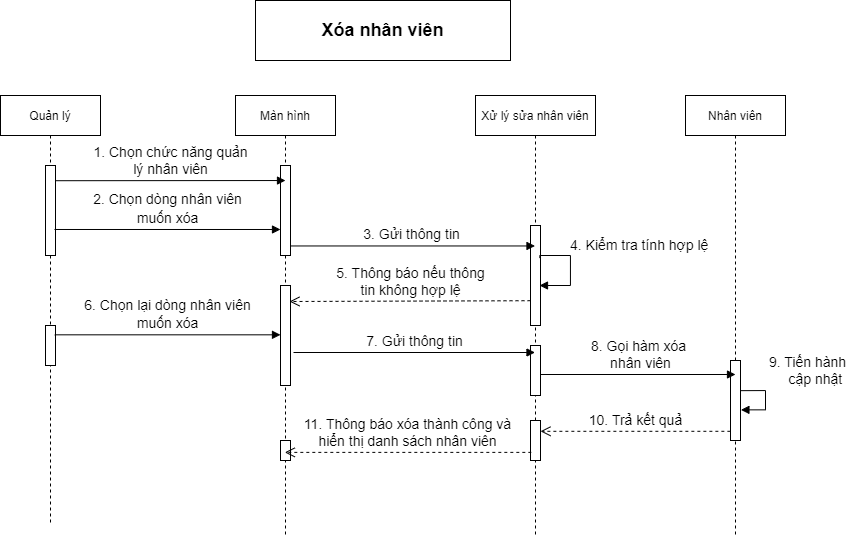 Xóa nhân viên
Quản lý
Màn hình
Xử lý sửa nhân viên
Nhân viên
1. Chọn chức năng quản
lý nhân viên
2. Chọn dòng nhân viên
muốn xóa
3. Gửi thông tin
4. Kiểm tra tính hợp lệ
5. Thông báo nếu thông
tin không hợp lệ
6. Chọn lại dòng nhân viên
muốn xóa
7. Gửi thông tin
8. Gọi hàm xóa
nhân viên
9. Tiến hành
cập nhật
10. Trả kết quả
11. Thông báo xóa thành công và
hiển thị danh sách nhân viên